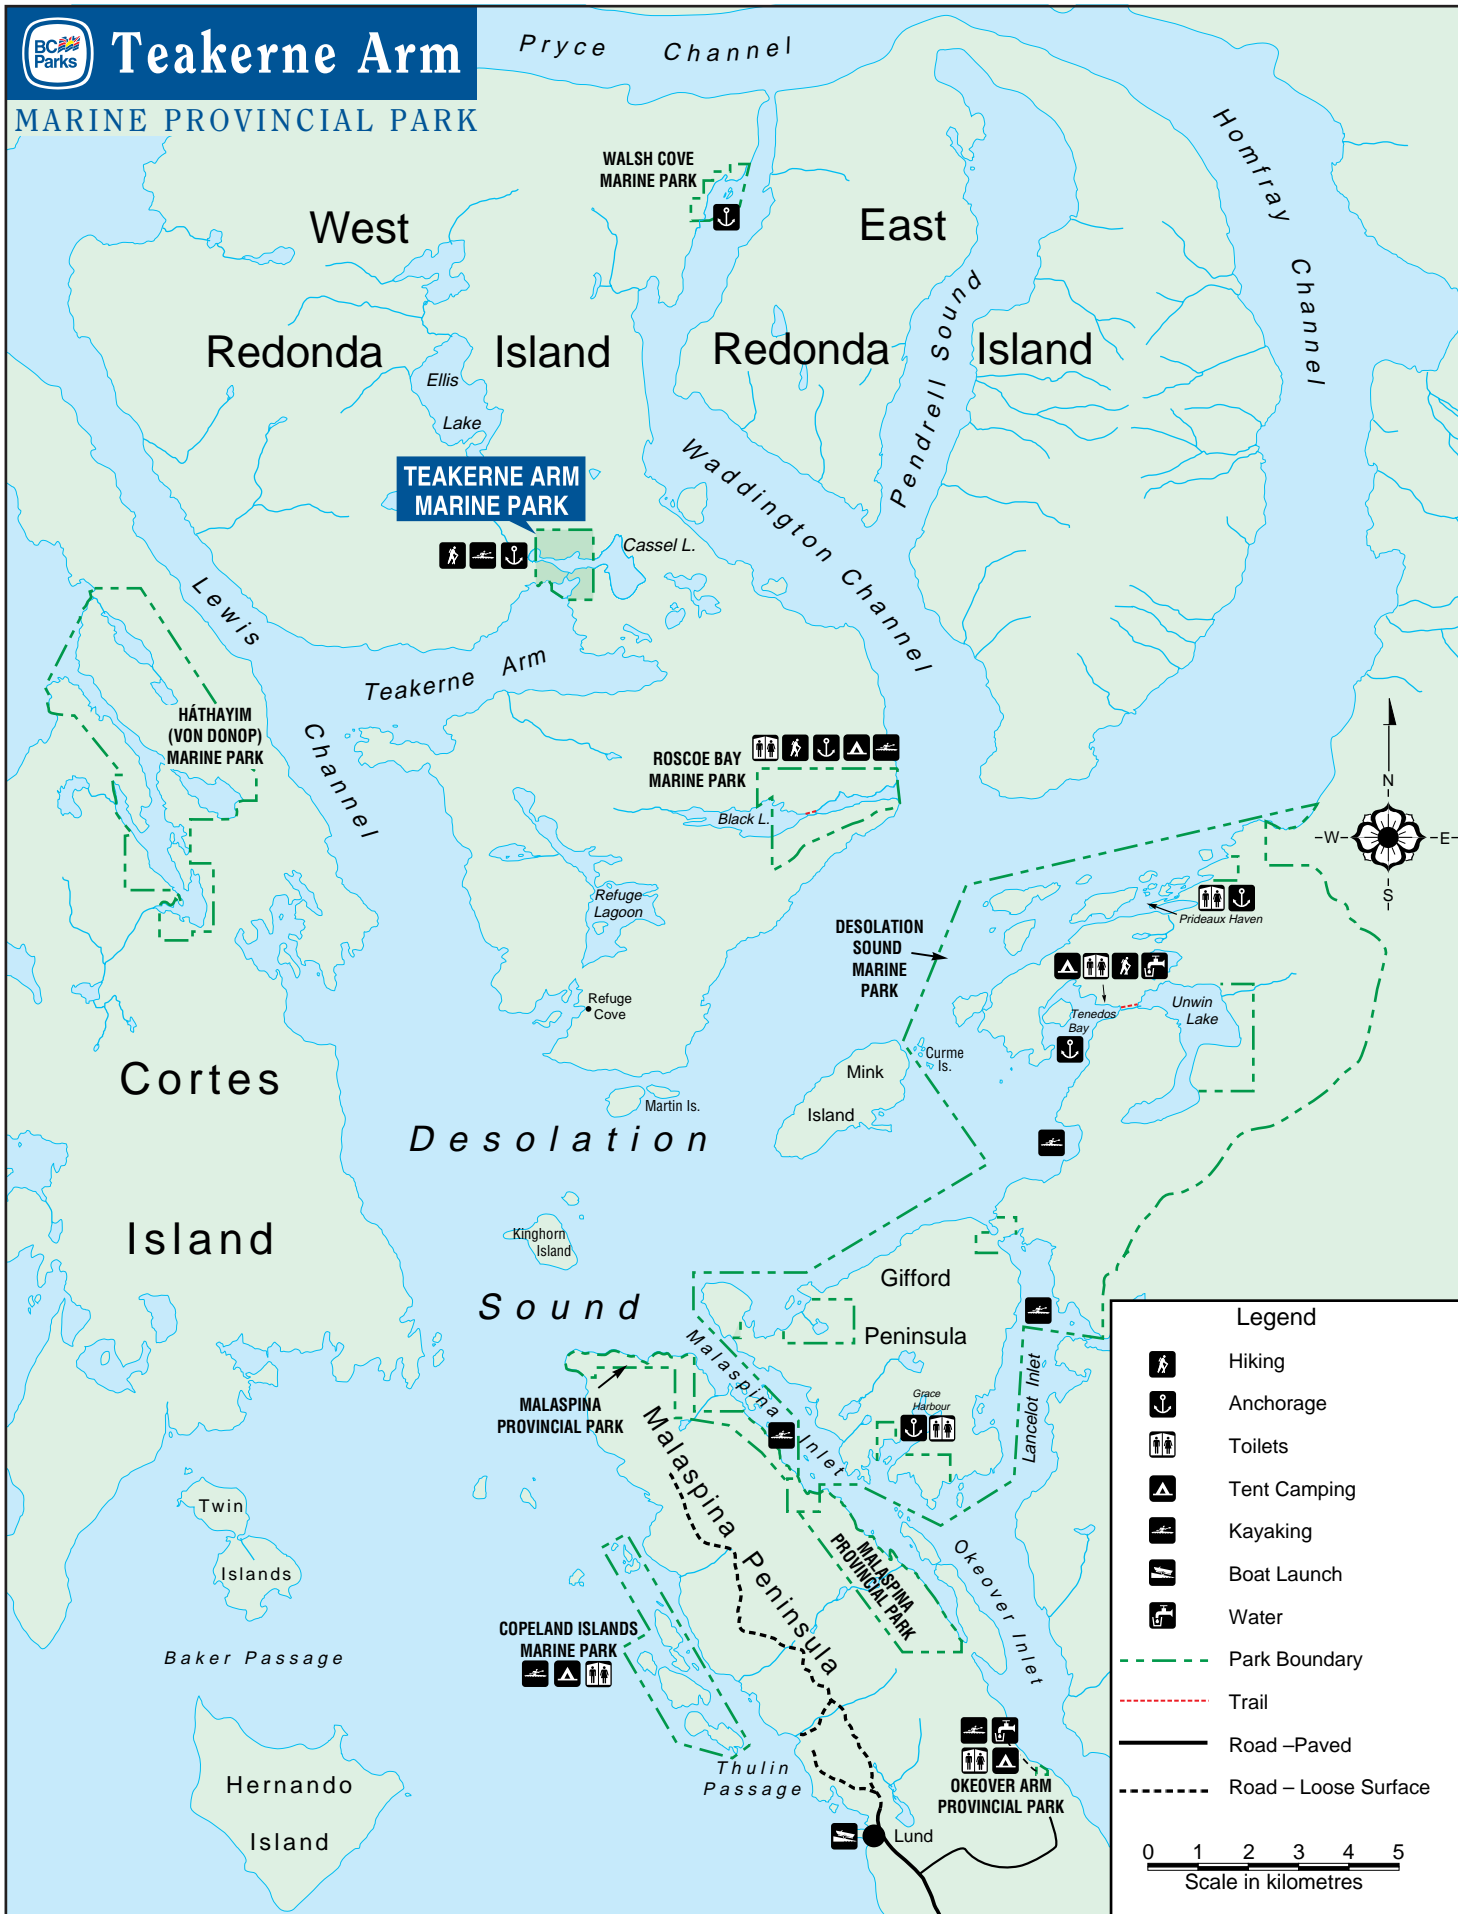 BC
Parks
Teakerne Arm
MARINE PROVINCIAL PARK
Pryce Channel
Homfray Channel
WALSH COVE
MARINE PARK
West
Redonda
Island
East
Redonda
Island
Pendrell Sound
Ellis
Lake
TEAKERNE ARM
MARINE PARK
Cassel L.
Waddington Channel
Lewis
Channel
Teakerne Arm
HÁTHAYIM
(VON DONOP)
MARINE PARK
ROSCOE BAY
MARINE PARK
Black L.
N
W
E
S
Refuge
Lagoon
Prideaux Haven
DESOLATION
SOUND
MARINE
PARK
Refuge
Cove
Tenedos
Bay
Unwin
Lake
Curme
Is.
Mink
Island
Cortes
Island
Martin Is.
Desolation
Sound
Kinghorn
Island
Gifford
Peninsula
Malaspina Inlet
Lancelot Inlet
Grace
Harbour
MALASPINA
PROVINCIAL PARK
Malaspina Peninsula
Twin
Islands
MALASPINA
PROVINCIAL PARK
Okeover Inlet
COPELAND ISLANDS
MARINE PARK
Baker Passage
Hernando
Island
Thulin
Passage
OKEOVER ARM
PROVINCIAL PARK
Lund
Legend
Hiking
Anchorage
Toilets
Tent Camping
Kayaking
Boat Launch
Water
Park Boundary
Trail
Road –Paved
Road – Loose Surface
0 1 2 3 4 5
Scale in kilometres